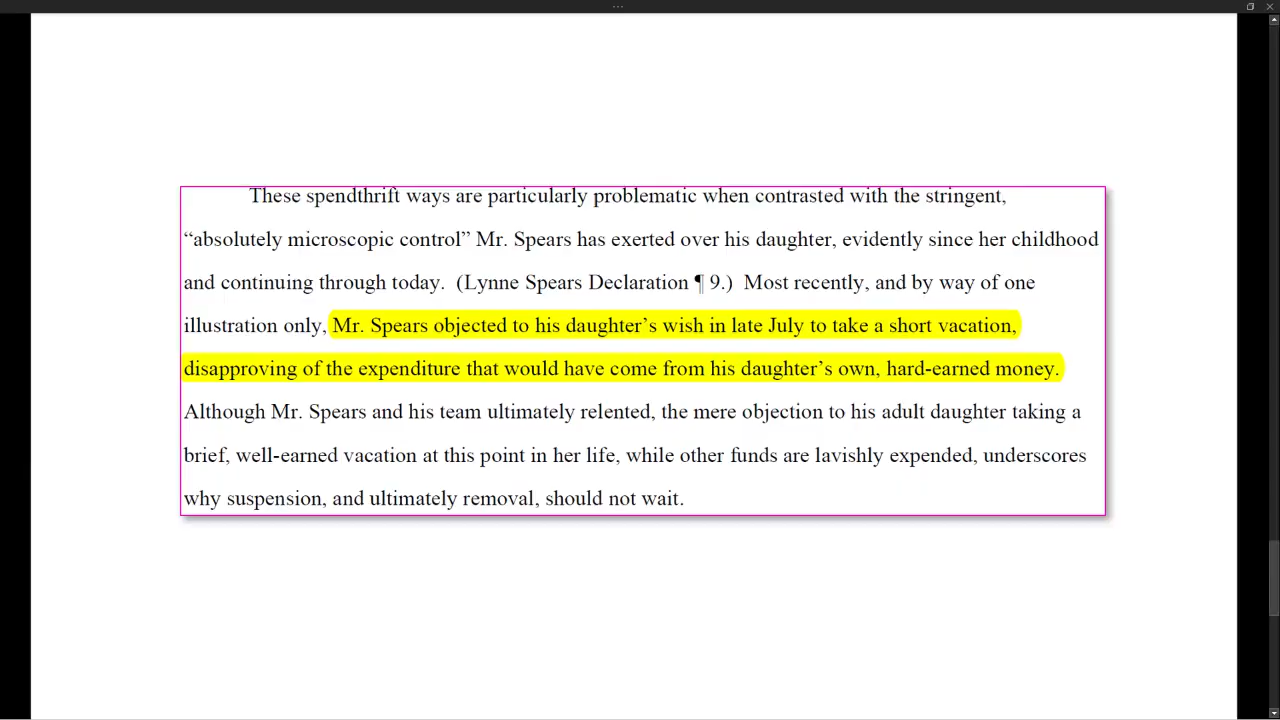 These spendthrift ways are particularly problematic when contrasted with the stringent,
“absolutely microscopic control” Mr. Spears has exerted over his daughter, evidently since her childhood
and continuing through today.  (Lynne Spears Declaration ¶ 9.)  Most recently, and by way of one
illustration only, Mr. Spears objected to his daughter’s wish in late July to take a short vacation,
disapproving of the expenditure that would have come from his daughter’s own, hard-earned money.
Although Mr. Spears and his team ultimately relented, the mere objection to his adult daughter taking a
brief, well-earned vacation at this point in her life, while other funds are lavishly expended, underscores
why suspension, and ultimately removal, should not wait.